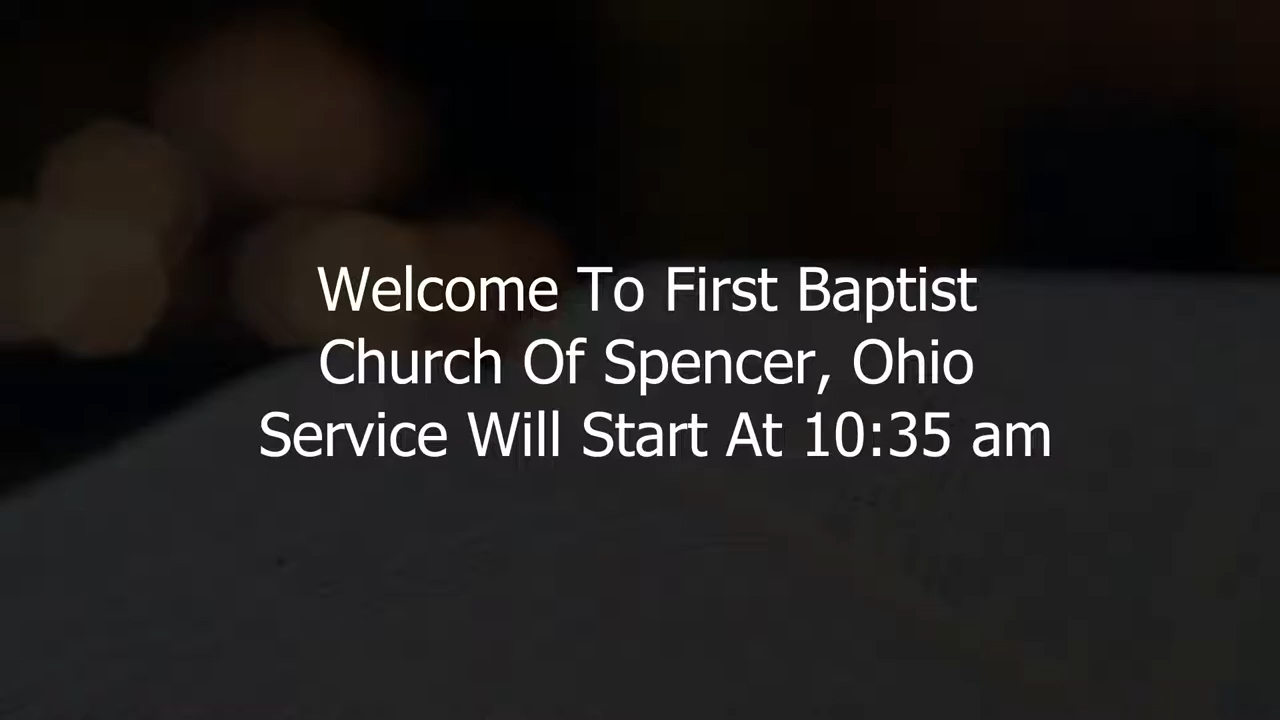 Welcome To First Baptist
Church Of Spencer, Ohio
Service Will Start At 10:35 am